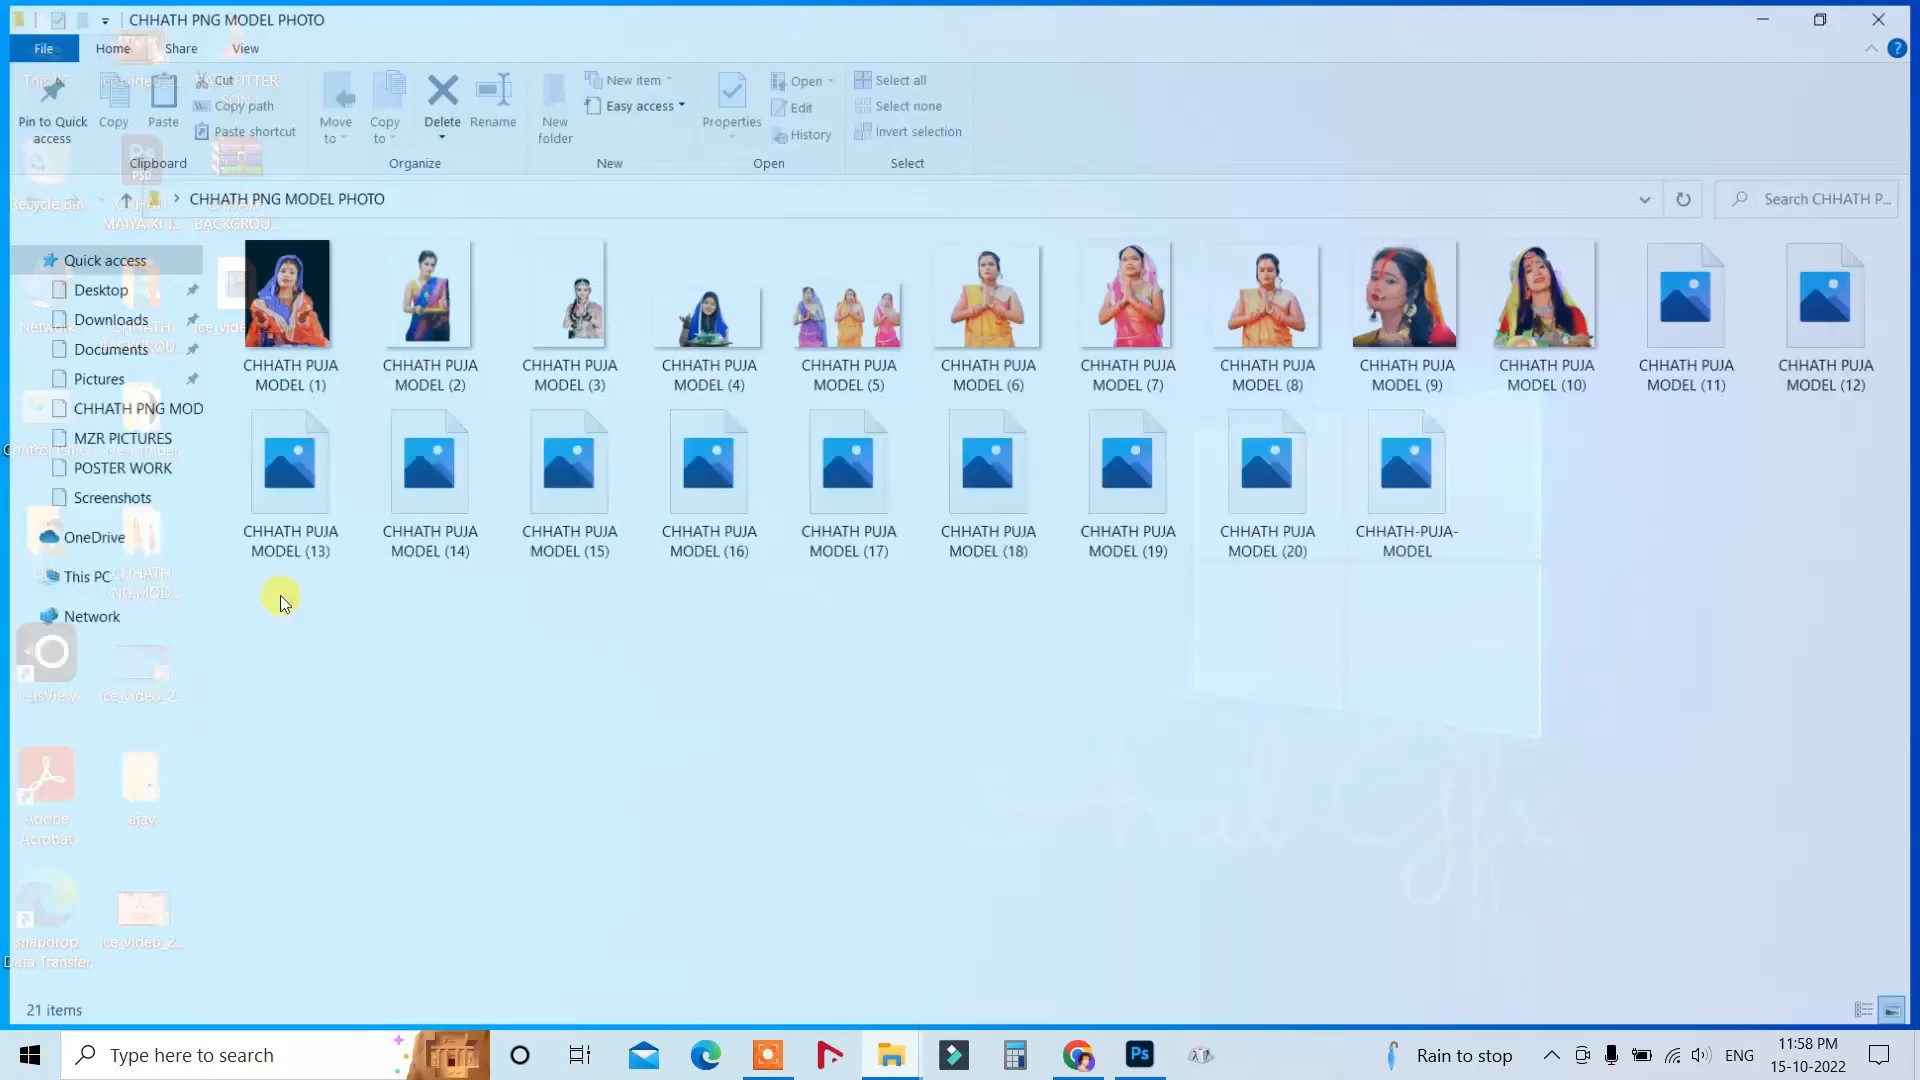 CHHATH PNG MODEL PHOTO
File
Home
Share
View
Pin to Quick access
Copy
Paste
Cut
Copy path
Paste shortcut
Clipboard
Move to
Copy to
Delete
Rename
Organize
New folder
New item
Easy access
New
Properties
Open
Edit
History
Open
Select all
Select none
Invert selection
Select
CHHATH PNG MODEL PHOTO
Search CHHATH P...
Quick access
Desktop
Downloads
Documents
Pictures
CHHATH PNG MOD
MZR PICTURES
POSTER WORK
Screenshots
OneDrive
This PC
Network
CHHATH PUJA MODEL (1)
CHHATH PUJA MODEL (2)
CHHATH PUJA MODEL (3)
CHHATH PUJA MODEL (4)
CHHATH PUJA MODEL (5)
CHHATH PUJA MODEL (6)
CHHATH PUJA MODEL (7)
CHHATH PUJA MODEL (8)
CHHATH PUJA MODEL (9)
CHHATH PUJA MODEL (10)
CHHATH PUJA MODEL (11)
CHHATH PUJA MODEL (12)
CHHATH PUJA MODEL (13)
CHHATH PUJA MODEL (14)
CHHATH PUJA MODEL (15)
CHHATH PUJA MODEL (16)
CHHATH PUJA MODEL (17)
CHHATH PUJA MODEL (18)
CHHATH PUJA MODEL (19)
CHHATH PUJA MODEL (20)
CHHATH-PUJA-MODEL
Recycle Bin
Network
LetsView
ice_video_2...
Adobe Acrobat
ajay
snapdrop
Data Transfer
ice_video_2...
21 items
Type here to search
Ps
Rain to stop
ENG
11:58 PM
15-10-2022